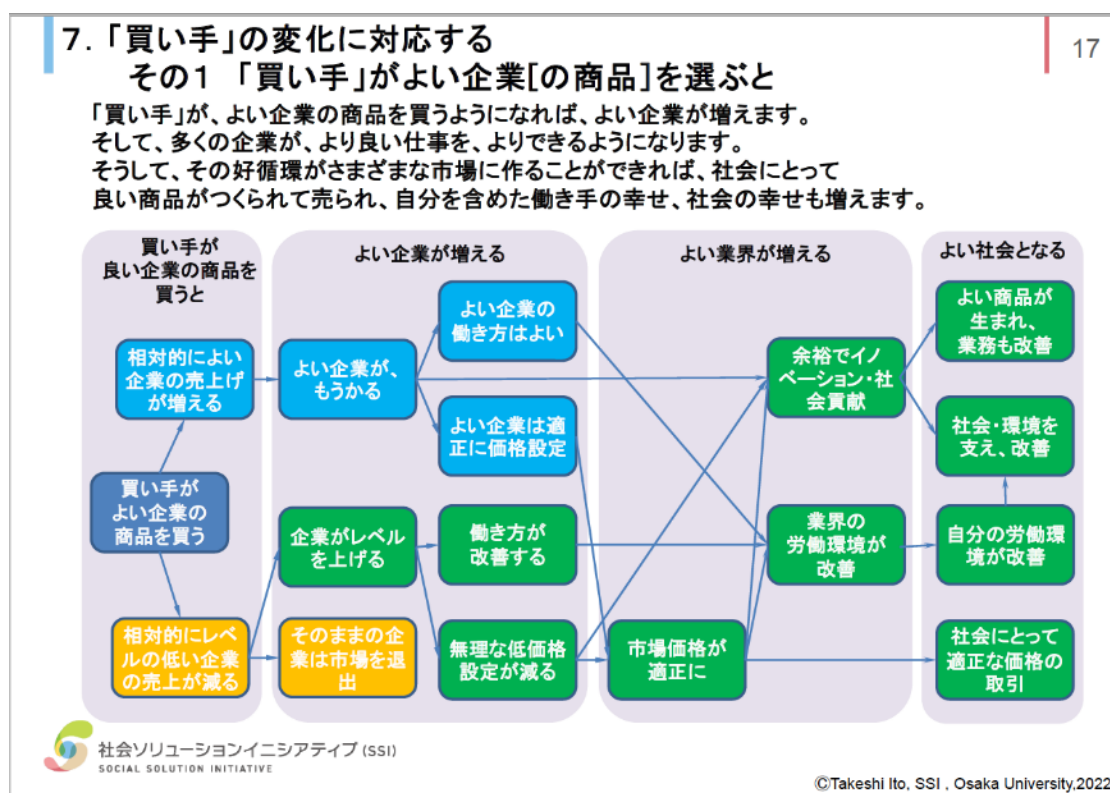 7．「買い手」の変化に対応する
17
その1 「買い手」がよい企業[の商品]を選ぶと
「買い手」が、よい企業の商品を買うようになれば、よい企業が増えます。
そして、多くの企業が、より良い仕事を、よりできるようになります。
そうして、その好循環がさまざまな市場に作ることができれば、社会にとって
良い商品がつくられて売られ、自分を含めた働き手の幸せ、社会の幸せも増えます。
買い手が
良い企業の商品を
買うと
相対的によい
企業の売上げ
が増える
買い手が
よい企業の
商品を買う
相対的にレベ
ルの低い企業
の売上が減る
よい企業が増える
よい企業が、
もうかる
よい企業の
働き方はよい
よい企業は適
正に価格設定
企業がレベル
を上げる
働き方が
改善する
そのままの企
業は市場を退
出
無理な低価格
設定が減る
よい業界が増える
余裕でイノ
ベーション・社
会貢献
業界の
労働環境が
改善
市場価格が
適正に
よい社会となる
よい商品が
生まれ、
業務も改善
社会・環境を
支え、改善
自分の労働環
境が改善
社会にとって
適正な価格の
取引
社会ソリューションイニシアティブ (SSI)
SOCIAL SOLUTION INITIATIVE
©Takeshi Ito, SSI , Osaka University,2022